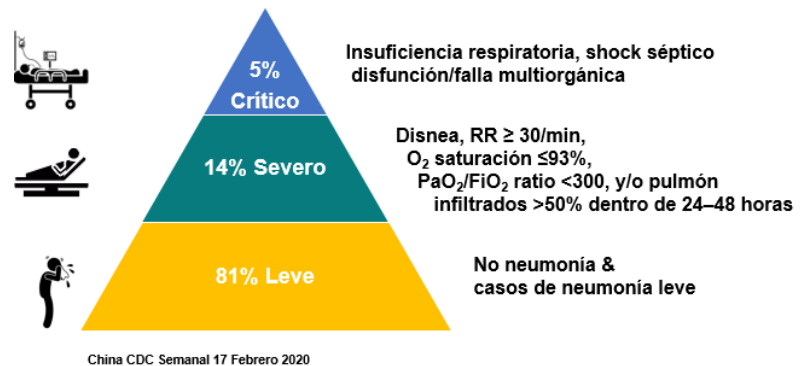 5%
Crítico
Insuficiencia respiratoria, shock séptico
disfunción/falla multiorgánica
14% Severo
Disnea, RR ≥ 30/min,
O₂ saturación ≤93%,
PaO₂/FiO₂ ratio <300, y/o pulmón
infiltrados >50% dentro de 24–48 horas
81% Leve
No neumonía &
casos de neumonía leve
China CDC Semanal 17 Febrero 2020